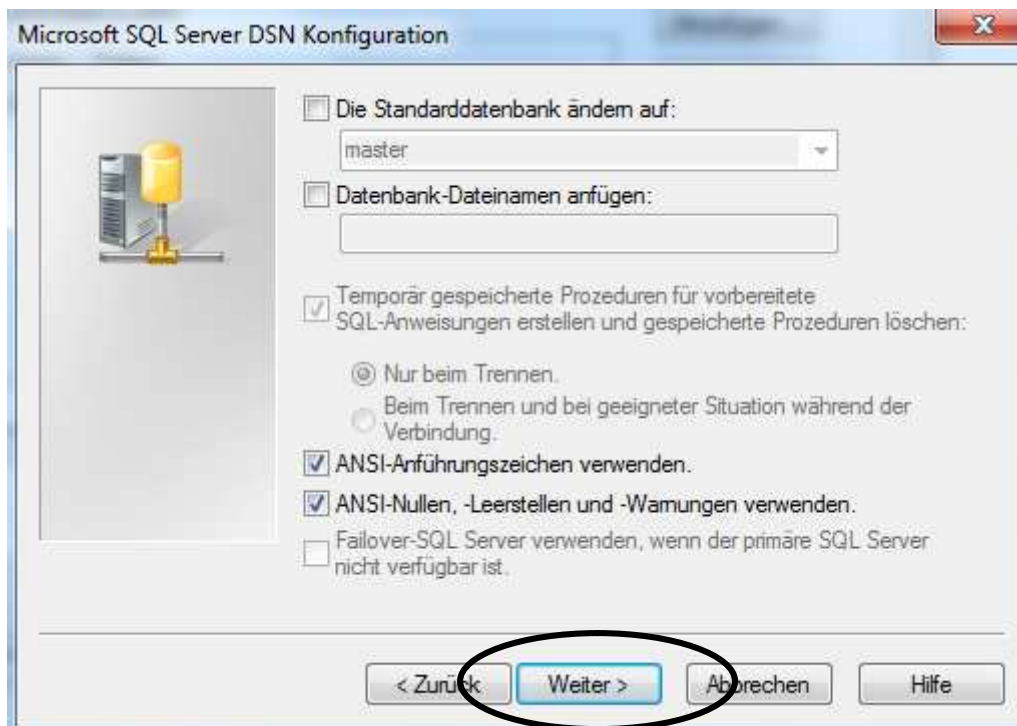 Microsoft SQL Server DSN Konfiguration
Die Standarddatenbank ändern auf:
master
Datenbank-Dateinamen anfügen:
Temporär gespeicherte Prozeduren für vorbereitete
SQL-Anweisungen erstellen und gespeicherte Prozeduren löschen:
Nur beim Trennen.
Beim Trennen und bei geeigneter Situation während der
Verbindung.
ANSI-Anführungszeichen verwenden.
ANSI-Nullen, -Leerstellen und -Warnungen verwenden.
Failover-SQL Server verwenden, wenn der primäre SQL Server
nicht verfügbar ist.
< Zurück
Weiter >
Abbrechen
Hilfe